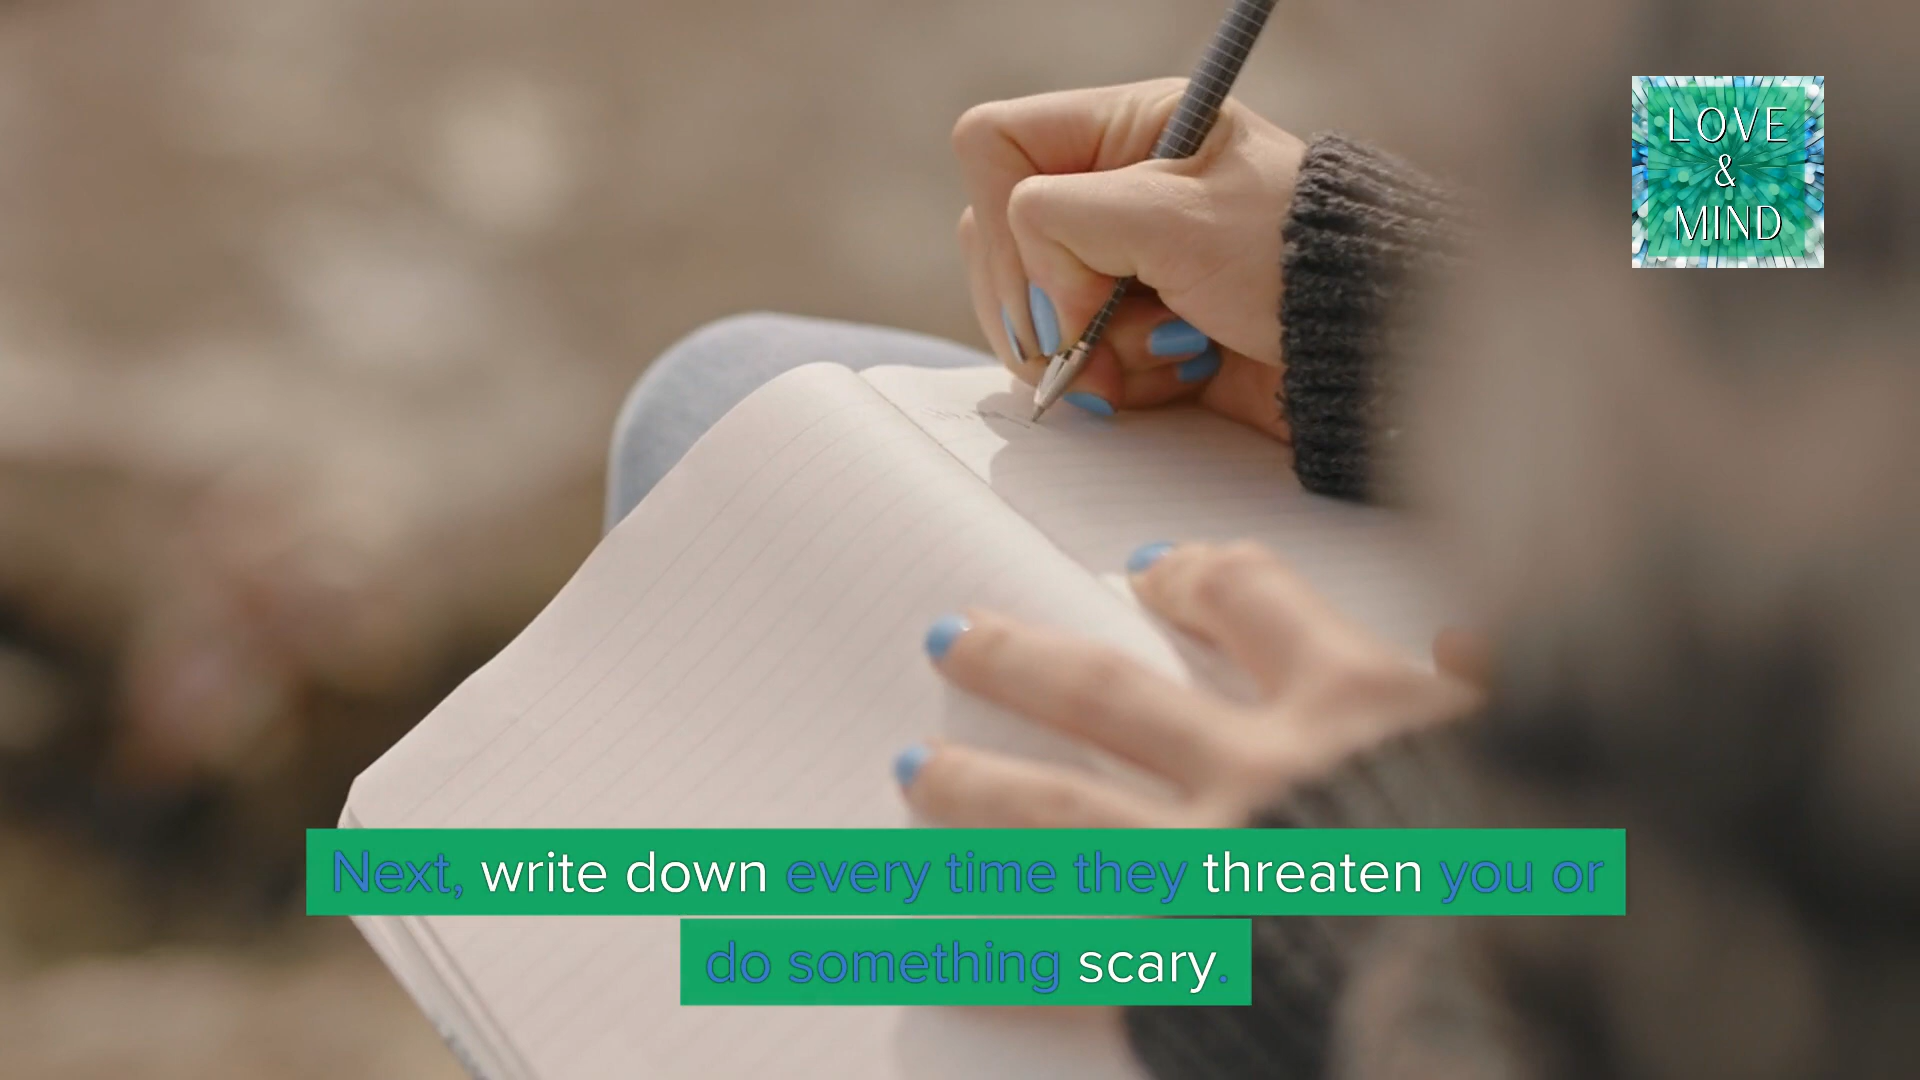 LOVE
&
MIND
Next, write down every time they threaten you or
do something scary.